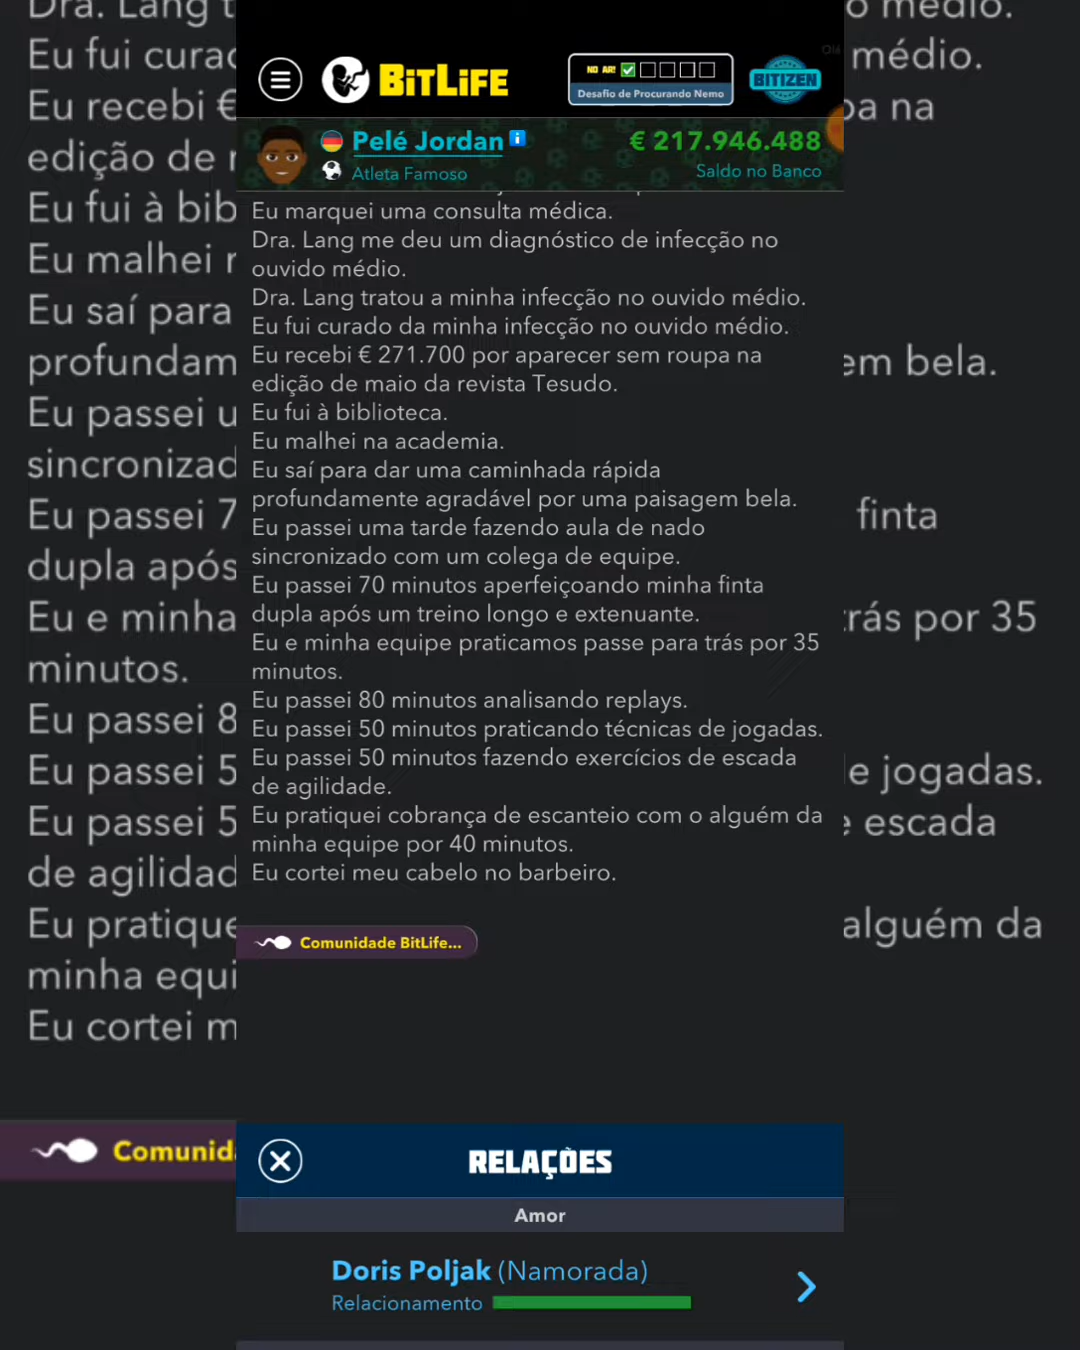 BitLife
NO AR!
Desafio de Procurando Nemo
BITIZEN
Pelé Jordan
€ 217.946.488
Atleta Famoso
Saldo no Banco
Eu marquei uma consulta médica.
Dra. Lang me deu um diagnóstico de infecção no
ouvido médio.
Dra. Lang tratou a minha infecção no ouvido médio.
Eu fui curado da minha infecção no ouvido médio.
Eu recebi € 271.700 por aparecer sem roupa na
edição de maio da revista Tesudo.
Eu fui à biblioteca.
Eu malhei na academia.
Eu saí para dar uma caminhada rápida
profundamente agradável por uma paisagem bela.
Eu passei uma tarde fazendo aula de nado
sincronizado com um colega de equipe.
Eu passei 70 minutos aperfeiçoando minha finta
dupla após um treino longo e extenuante.
Eu e minha equipe praticamos passe para trás por 35
minutos.
Eu passei 80 minutos analisando replays.
Eu passei 50 minutos praticando técnicas de jogadas.
Eu passei 50 minutos fazendo exercícios de escada
de agilidade.
Eu pratiquei cobrança de escanteio com o alguém da
minha equipe por 40 minutos.
Eu cortei meu cabelo no barbeiro.
Comunidade BitLife...
RELAÇÕES
Amor
Doris Poljak (Namorada)
Relacionamento